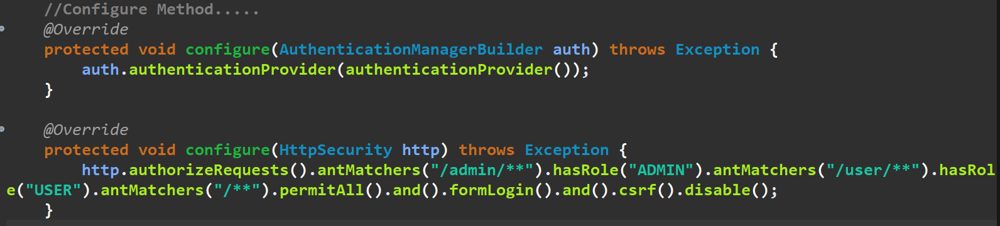 //Configure Method.....
@Override
protected void configure(AuthenticationManagerBuilder auth) throws Exception {
auth.authenticationProvider(authenticationProvider());
}
@Override
protected void configure(HttpSecurity http) throws Exception {
http.authorizeRequests().antMatchers("/admin/**").hasRole("ADMIN").antMatchers("/user/**").hasRol
e("USER").antMatchers("/**").permitAll().and().formLogin().and().csrf().disable();
}